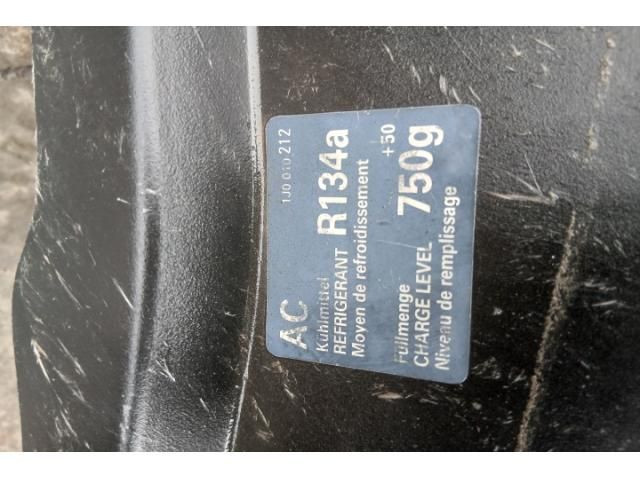 1J0 010 212
AC
Kühlmittel
REFRIGERANT R134a
Moyen de refroidissement
+50
Füllmenge
CHARGE LEVEL 750g
Niveau de remplissage